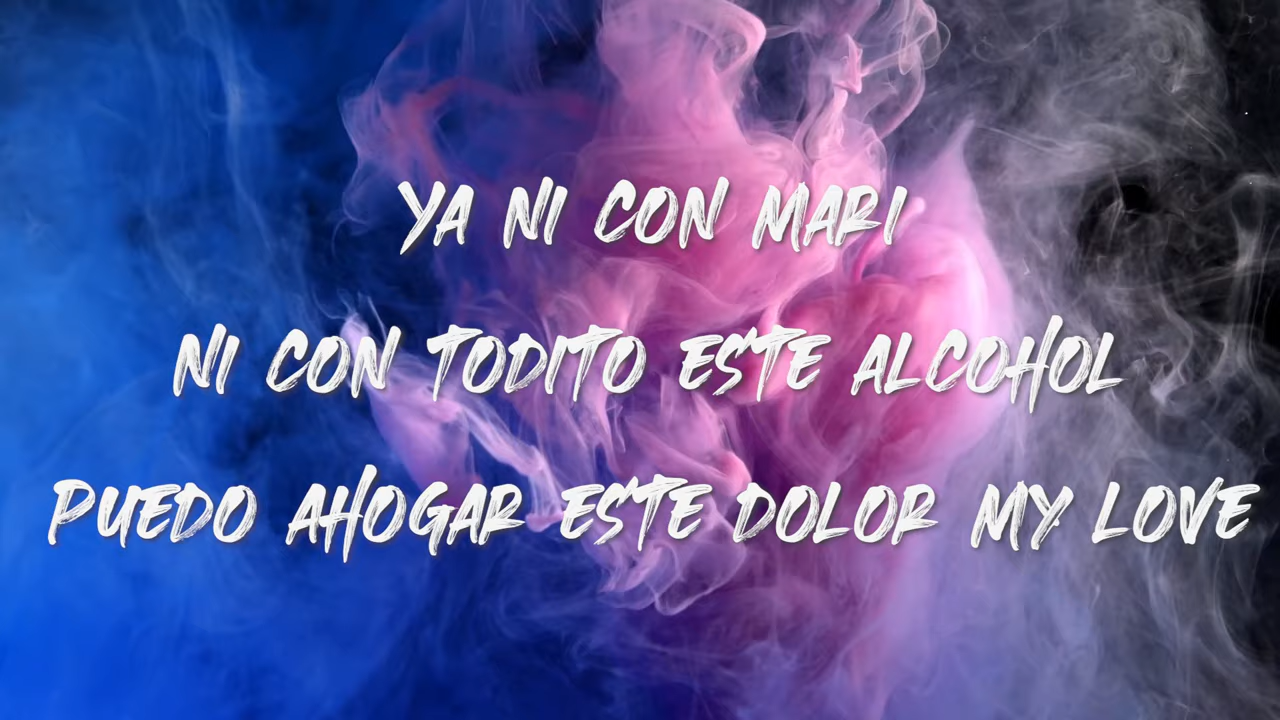 YA NI CON MARI
NI CON TODITO ESTE ALCOHOL
PUEDO AHOGAR ESTE DOLOR MY LOVE